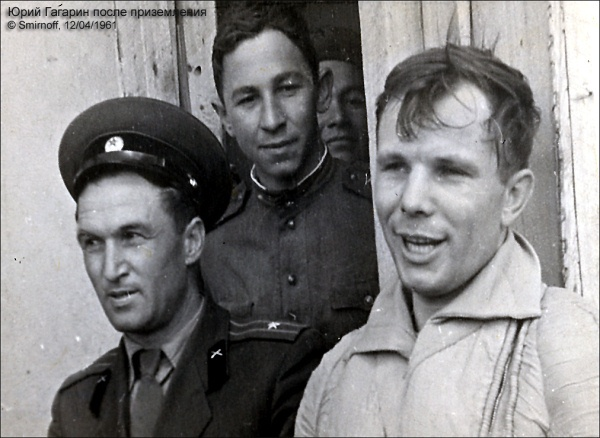 Юрий Гагарин после приземления
© Smirnoff, 12/04/1961